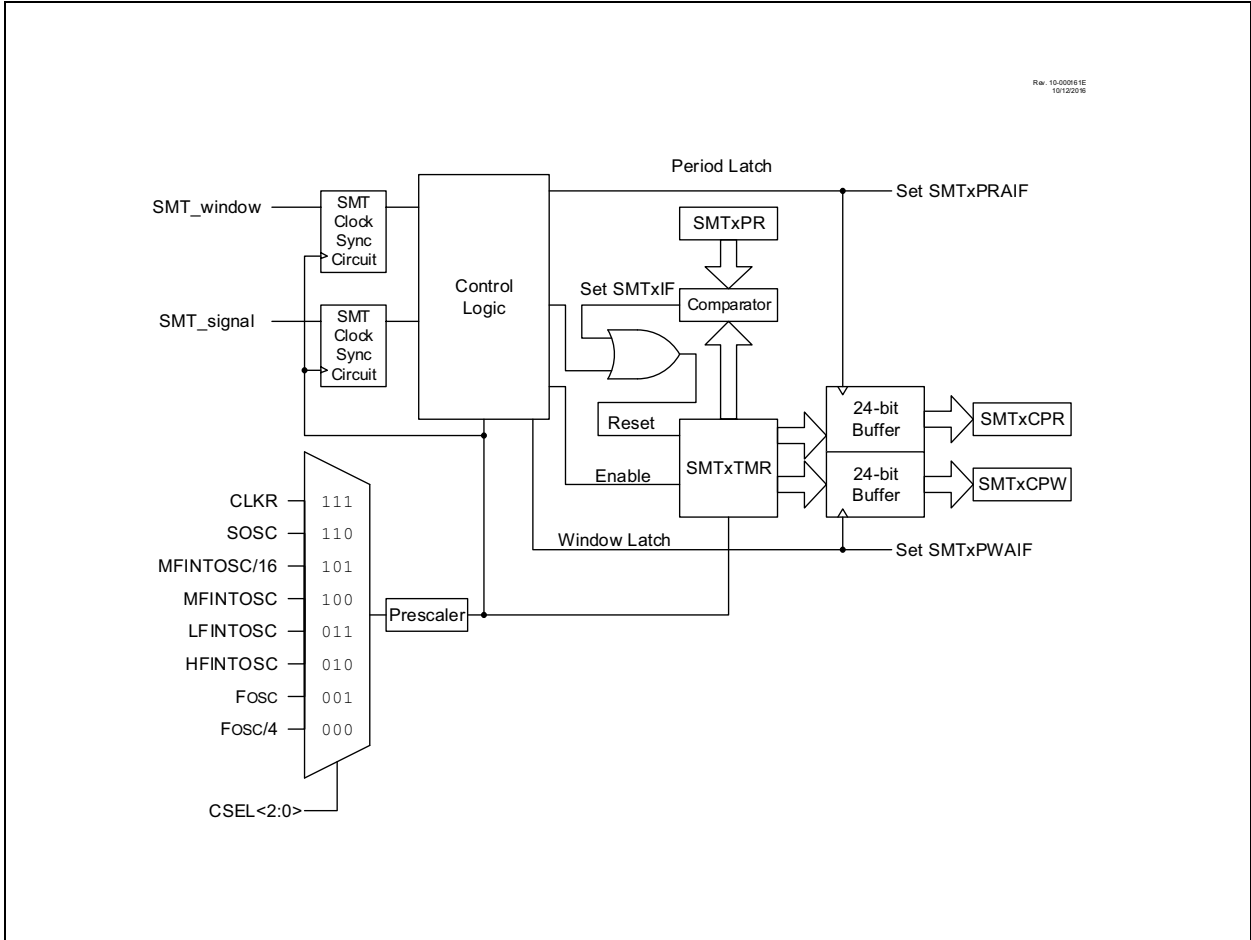 Rev. 10-000161E
10/12/2016
Period Latch
Set SMTxPRAIF
SMT_window
SMT
Clock
Sync
Circuit
SMTxPR
Control
Logic
Set SMTxIF
Comparator
SMT_signal
SMT
Clock
Sync
Circuit
Reset
SMTxTMR
Enable
24-bit
Buffer
SMTxCPR
24-bit
Buffer
SMTxCPW
Window Latch
Set SMTxPWAIF
CLKR 111
SOSC 110
MFINTOSC/16 101
MFINTOSC 100
LFINTOSC 011
HFINTOSC 010
FOSC 001
FOSC/4 000
Prescaler
CSEL<2:0>